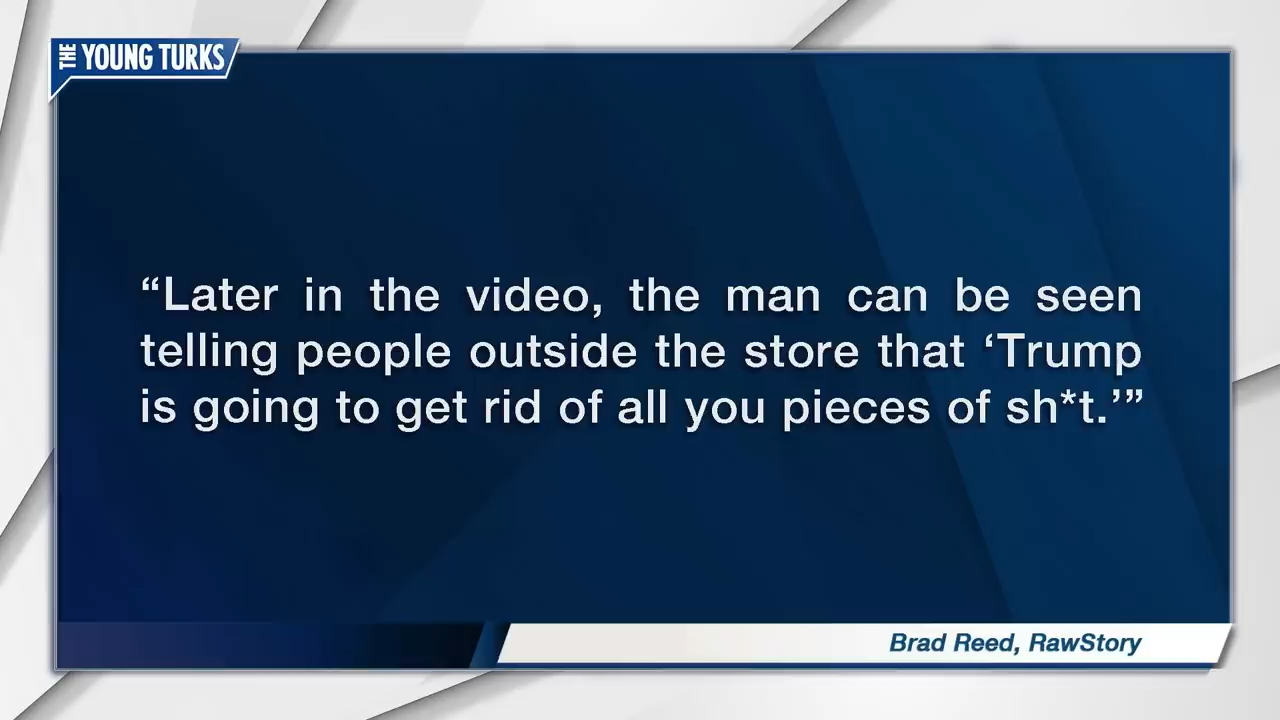 THE YOUNG TURKS
“Later in the video, the man can be seen
telling people outside the store that ‘Trump
is going to get rid of all you pieces of sh*t.’”
Brad Reed, RawStory